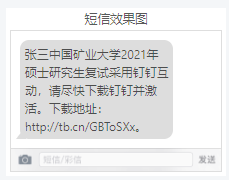 短信效果图
张三中国矿业大学2021年
硕士研究生复试采用钉钉互
动，请尽快下载钉钉并激
活。下载地址：
http://tb.cn/GBToSXx。
短信/彩信
发送